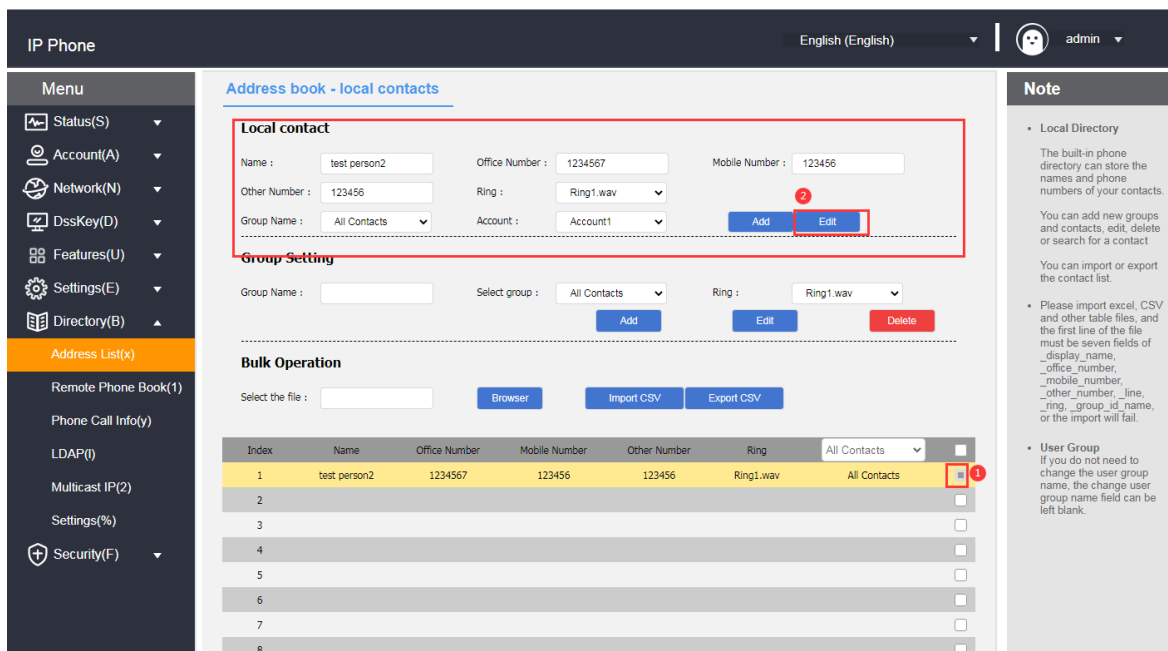 IP Phone
English (English)
admin
Menu
Status(S)
Account(A)
Network(N)
DssKey(D)
Features(U)
Settings(E)
Directory(B)
Address List(x)
Remote Phone Book(1)
Phone Call Info(y)
LDAP(I)
Multicast IP(2)
Settings(%)
Security(F)
Address book - local contacts
Local contact
Name : test person2 Office Number : 1234567 Mobile Number : 123456
Other Number : 123456 Ring : Ring1.wav 2
Group Name : All Contacts Account : Account1 Add Edit
Group Setting
Group Name : Select group : All Contacts Ring : Ring1.wav
Add Edit Delete
Bulk Operation
Select the file : Browser Import CSV Export CSV
Index Name Office Number Mobile Number Other Number Ring All Contacts
1 test person2 1234567 123456 123456 Ring1.wav All Contacts 1
2
3
4
5
6
7
8
Note
• Local Directory
The built-in phone
directory can store the
names and phone
numbers of your contacts.
You can add new groups
and contacts, edit, delete
or search for a contact
You can import or export
the contact list.
• Please import excel, CSV
and other table files, and
the first line of the file
must be seven fields of
_display_name,
_office_number,
_mobile_number,
_other_number, _line,
_ring, _group_id_name,
or the import will fail.
• User Group
If you do not need to
change the user group
name, the change user
group name field can be
left blank.